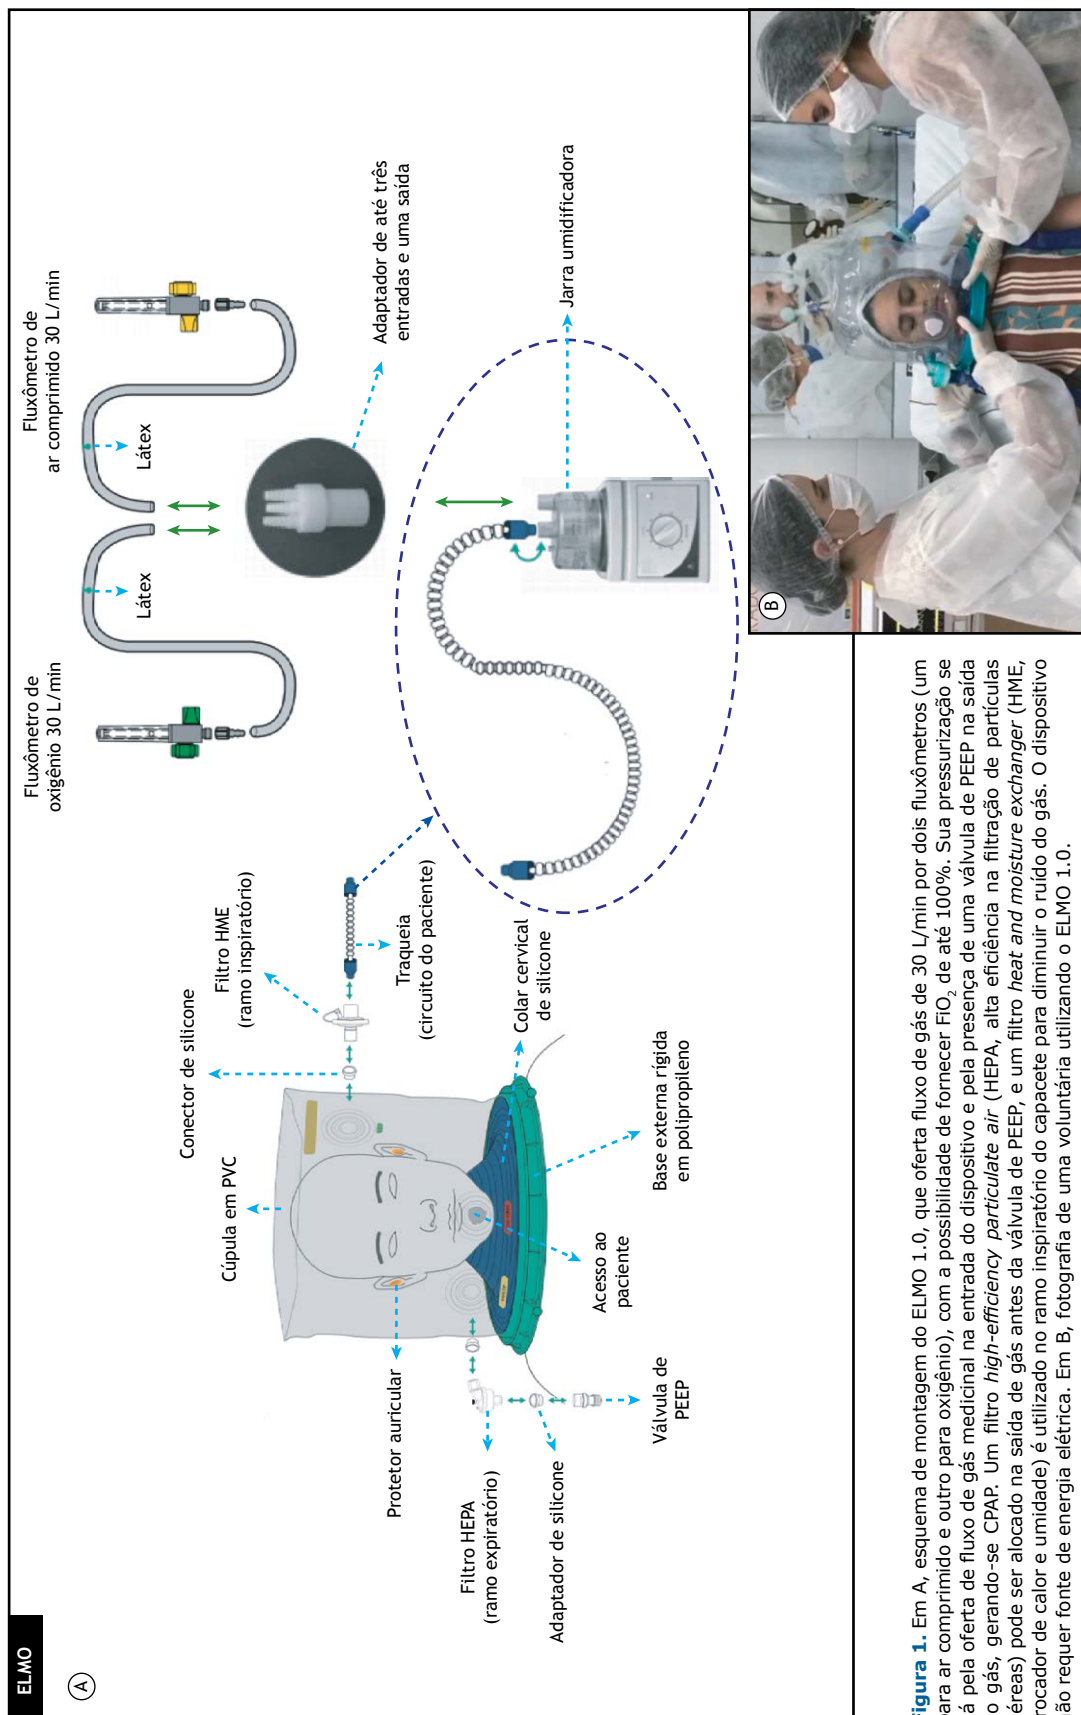 ELMO
A
Fluxômetro de
oxigênio 30 L/min
Fluxômetro de
ar comprimido 30 L/min
Látex
Látex
Adaptador de até três
entradas e uma saída
Jarra umidificadora
Conector de silicone
Filtro HME
(ramo inspiratório)
Traqueia
(circuito do paciente)
Cúpula em PVC
Colar cervical
de silicone
Base externa rígida
em polipropileno
Acesso ao
paciente
Protetor auricular
Filtro HEPA
(ramo expiratório)
Adaptador de silicone
Válvula de
PEEP
B
Figura 1. Em A, esquema de montagem do ELMO 1.0, que oferta fluxo de gás de 30 L/min por dois fluxômetros (um
ara ar comprimido e outro para oxigênio), com a possibilidade de fornecer FiO2 de até 100%. Sua pressurização se
á pela oferta de fluxo de gás medicinal na entrada do dispositivo e pela presença de uma válvula de PEEP na saída
o gás, gerando-se CPAP. Um filtro high-efficiency particulate air (HEPA, alta eficiência na filtração de partículas
éreas) pode ser alocado na saída de gás antes da válvula de PEEP, e um filtro heat and moisture exchanger (HME,
rocador de calor e umidade) é utilizado no ramo inspiratório do capacete para diminuir o ruído do gás. O dispositivo
ão requer fonte de energia elétrica. Em B, fotografia de uma voluntária utilizando o ELMO 1.0.